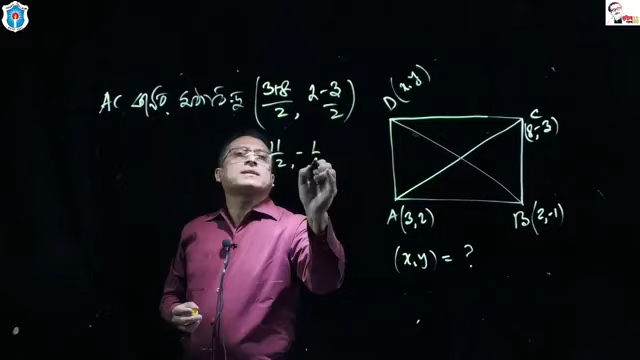 AC এর মধ্যবিন্দু (3+8/2, 2-3/2)
11/2, -1
D(x,y)
C
(8,-3)
A(3,2)
B(2,-1)
(x,y) = ?